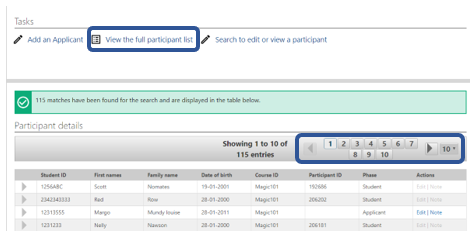 Tasks
Add an Applicant View the full participant list Search to edit or view a participant
115 matches have been found for the search and are displayed in the table below.
Participant details
Showing 1 to 10 of 115 entries 1 2 3 4 5 6 7 8 9 10 10
Student ID First names Family name Date of birth Course ID Participant ID Phase Actions
1256ABC Scott Nomates 19-01-2001 Magic101 192686 Student Edit | Note
2342343333 Red Row 28-01-2000 Magic101 206202 Student Edit | Note
12313555 Margo Mundy louise 28-01-2011 Magic101 Applicant Edit | Note
1231233 Nally Nawson 28-01-2000 Magic101 206181 Student Edit | Note